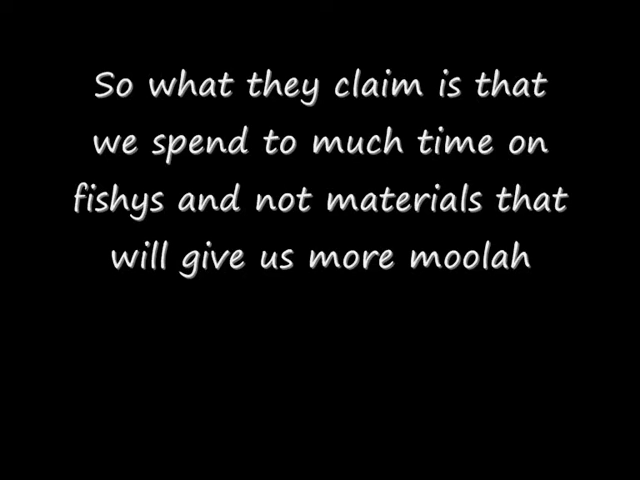 So what they claim is that
we spend to much time on
fishys and not materials that
will give us more moolah